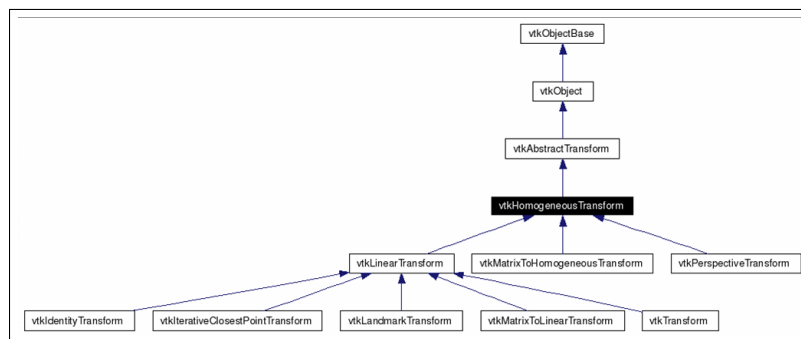 vtkObjectBase
vtkObject
vtkAbstractTransform
vtkHomogeneousTransform
vtkLinearTransform
vtkMatrixToHomogeneousTransform
vtkPerspectiveTransform
vtkIdentityTransform
vtkIterativeClosestPointTransform
vtkLandmarkTransform
vtkMatrixToLinearTransform
vtkTransform